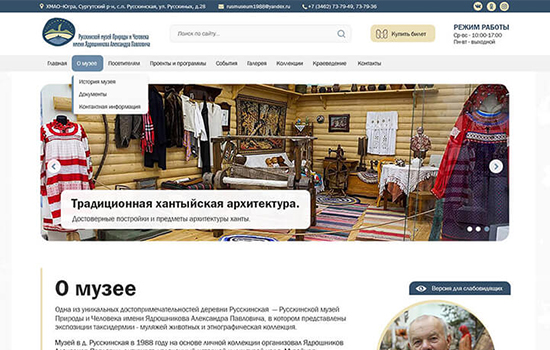 ХМАО-Югра, Сургутский р-н, с.п. Русскинская, ул. Русскиных, д.28
rusmuseum1988@yandex.ru
+7 (3462) 73-79-49, 73-79-36
Русскинской музей Природы и Человека
имени Ядрошникова Александра Павловича
Поиск по сайту...
Купить билет
РЕЖИМ РАБОТЫ
Ср-вс - 10:00-17:00
Пн-вт - выходной
Главная
О музее
Посетителям
Проекты и программы
События
Галерея
Коллекции
Краеведение
Контакты
История музея
Документы
Контактная информация
Традиционная хантыйская архитектура.
Достоверные постройки и предметы архитектуры ханты.
О музее
Версия для слабовидящих
Одна из уникальных достопримечательностей деревни Русскинская — Русскинской музей
Природы и Человека имени Ядрошникова Александра Павловича, в котором представлены
экспозиции таксидермии - муляжей животных и этнографическая коллекция.
Музей в д. Русскинская в 1988 году на основе личной коллекции организовал Ядрошников